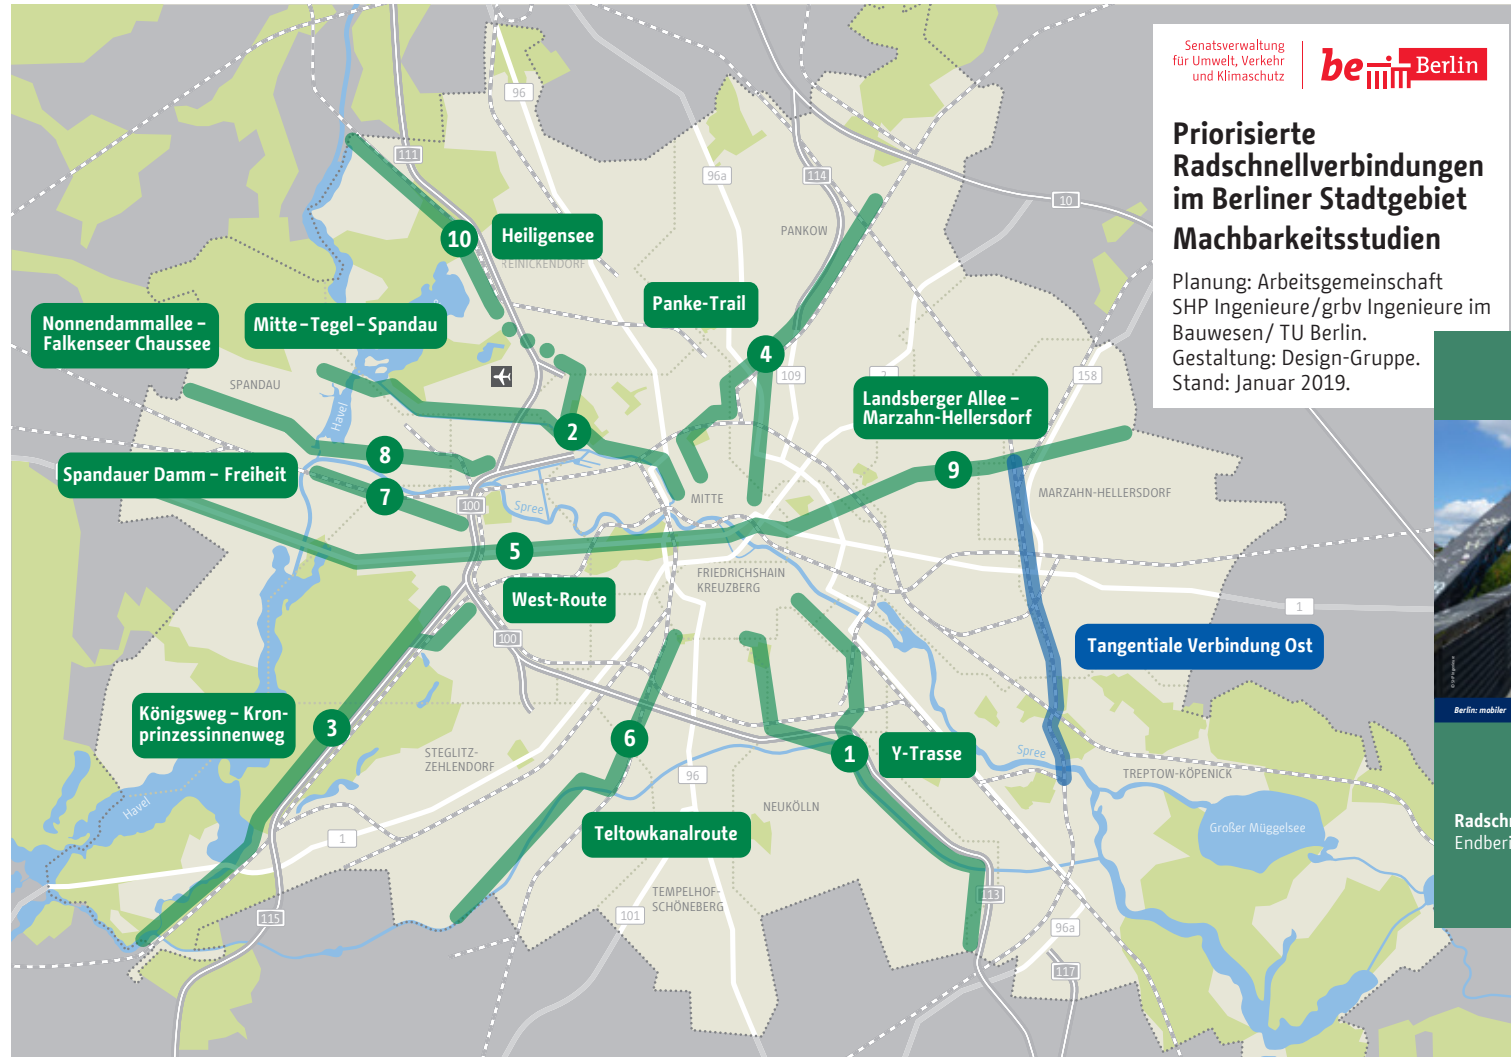 Senatsverwaltung
für Umwelt, Verkehr
und Klimaschutz
be Berlin
Priorisierte
Radschnellverbindungen
im Berliner Stadtgebiet
Machbarkeitsstudien
Planung: Arbeitsgemeinschaft
SHP Ingenieure/grbv Ingenieure im
Bauwesen/ TU Berlin.
Gestaltung: Design-Gruppe.
Stand: Januar 2019.
96
111
96a
114
10
PANKOW
10
Heiligensee
REINICKENDORF
Panke-Trail
Nonnendammallee –
Falkenseer Chaussee
Mitte – Tegel – Spandau
4
109
2
158
SPANDAU
Havel
Landsberger Allee –
Marzahn-Hellersdorf
2
8
9
Spandauer Damm – Freiheit
7
100
Spree
MITTE
MARZAHN-HELLERSDORF
5
FRIEDRICHSHAIN
KREUZBERG
West-Route
1
100
Tangentiale Verbindung Ost
Königsweg – Kron-
prinzessinnenweg
3
6
STEGLITZ-
ZEHLENDORF
1
Y-Trasse
Spree
TREPTOW-KÖPENICK
96
NEUKÖLLN
Havel
1
Teltowkanalroute
Großer Müggelsee
TEMPELHOF-
SCHÖNEBERG
101
113
115
96a
117
Berlin: mobiler
Radschn
Endberi